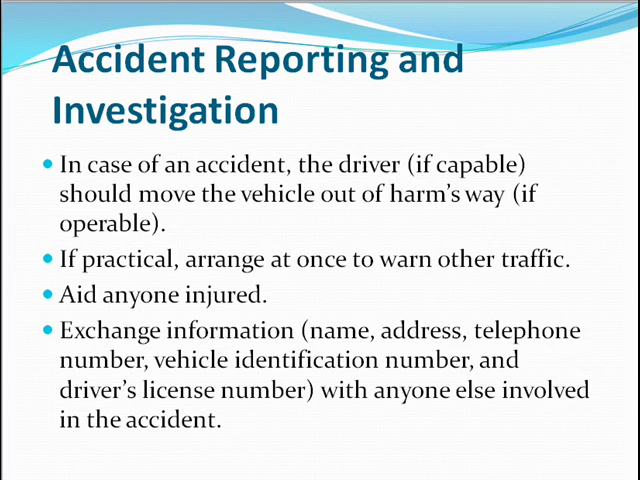 Accident Reporting and
Investigation
• In case of an accident, the driver (if capable)
should move the vehicle out of harm's way (if
operable).
• If practical, arrange at once to warn other traffic.
• Aid anyone injured.
• Exchange information (name, address, telephone
number, vehicle identification number, and
driver's license number) with anyone else involved
in the accident.